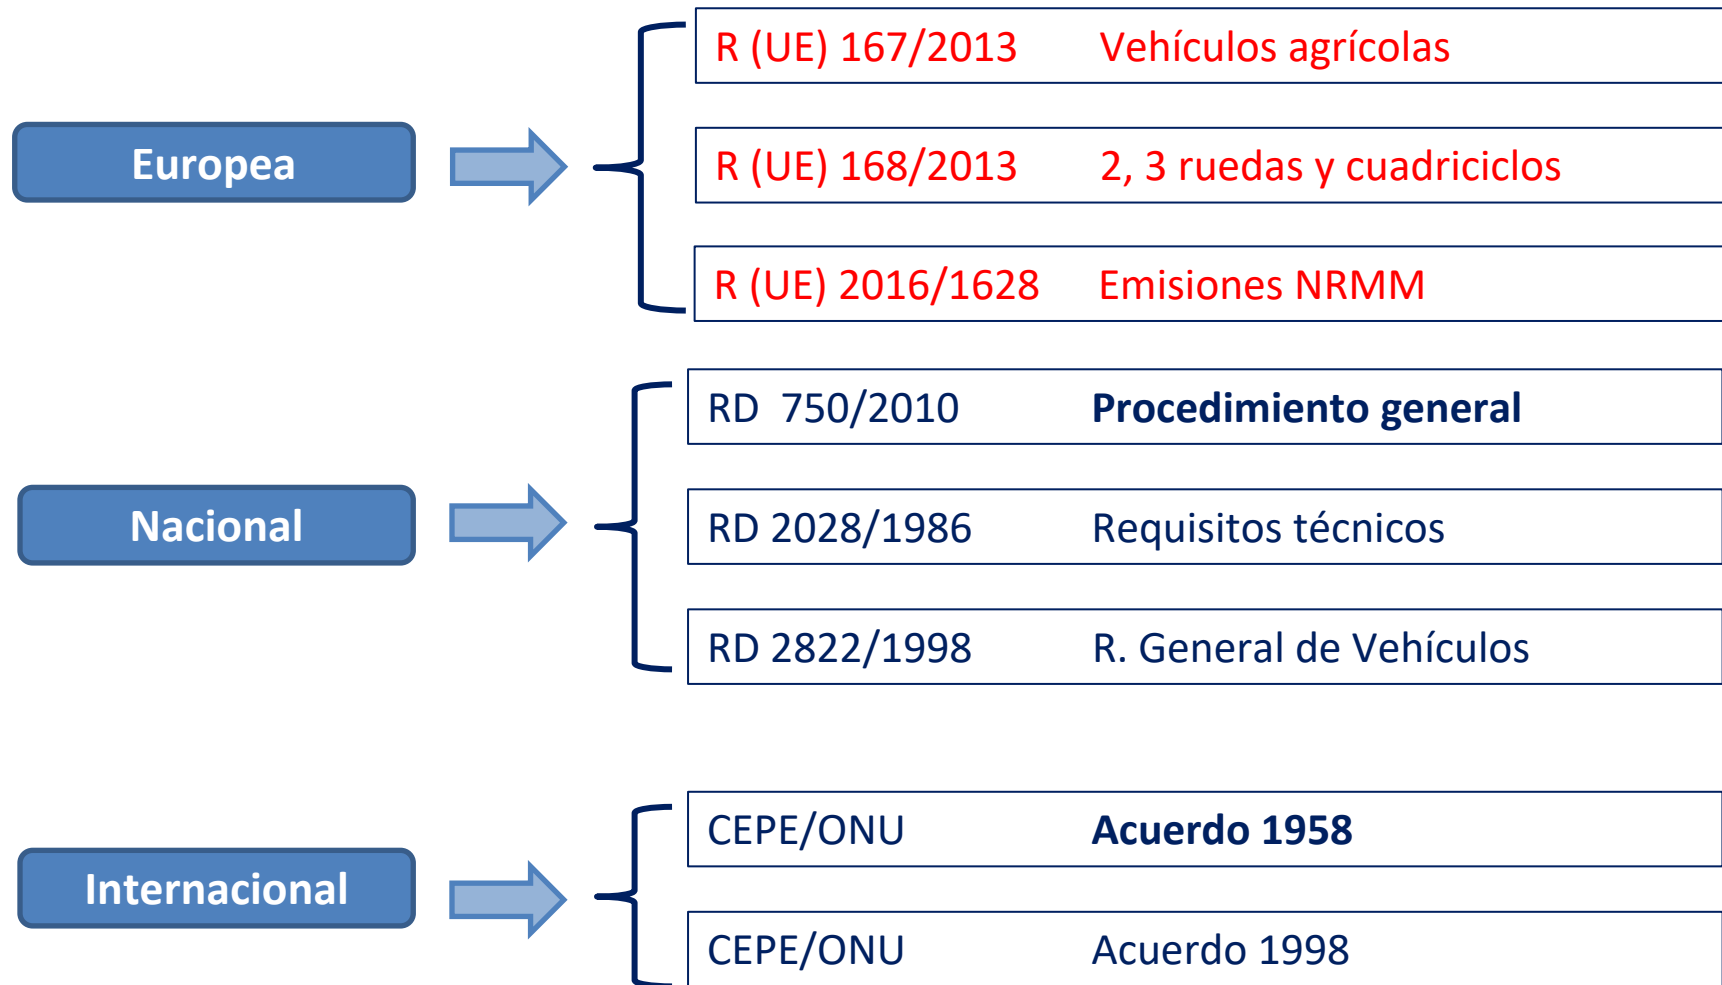 R (UE) 167/2013 Vehículos agrícolas
Europea
R (UE) 168/2013 2, 3 ruedas y cuadriciclos
R (UE) 2016/1628 Emisiones NRMM
RD 750/2010 Procedimiento general
Nacional
RD 2028/1986 Requisitos técnicos
RD 2822/1998 R. General de Vehículos
CEPE/ONU Acuerdo 1958
Internacional
CEPE/ONU Acuerdo 1998